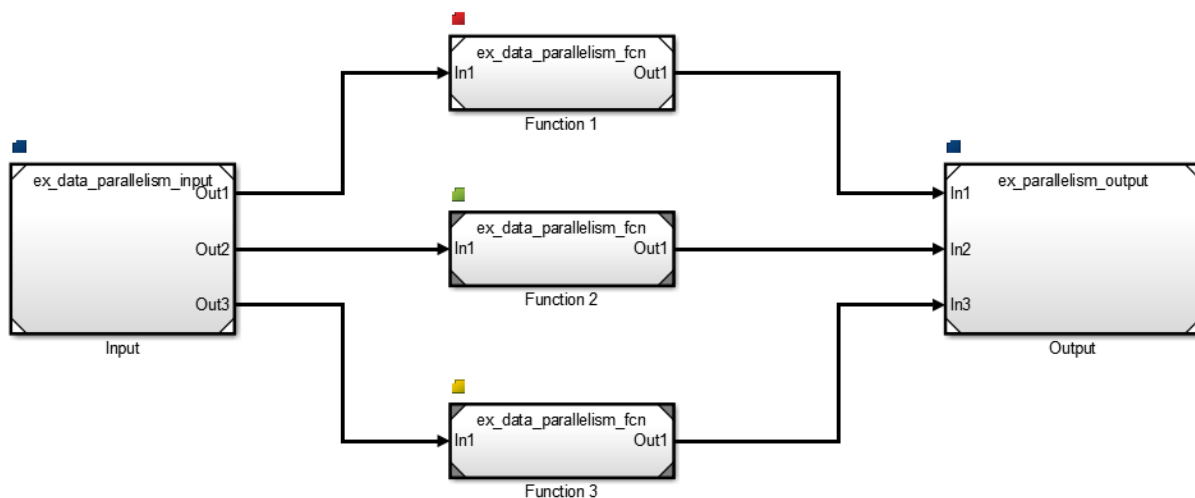 ex_data_parallelism_fcn
In1
Out1
Function 1
ex_data_parallelism_input
Out1
Out2
Out3
Input
ex_data_parallelism_fcn
In1
Out1
Function 2
ex_data_parallelism_fcn
In1
Out1
Function 3
ex_parallelism_output
In1
In2
In3
Output